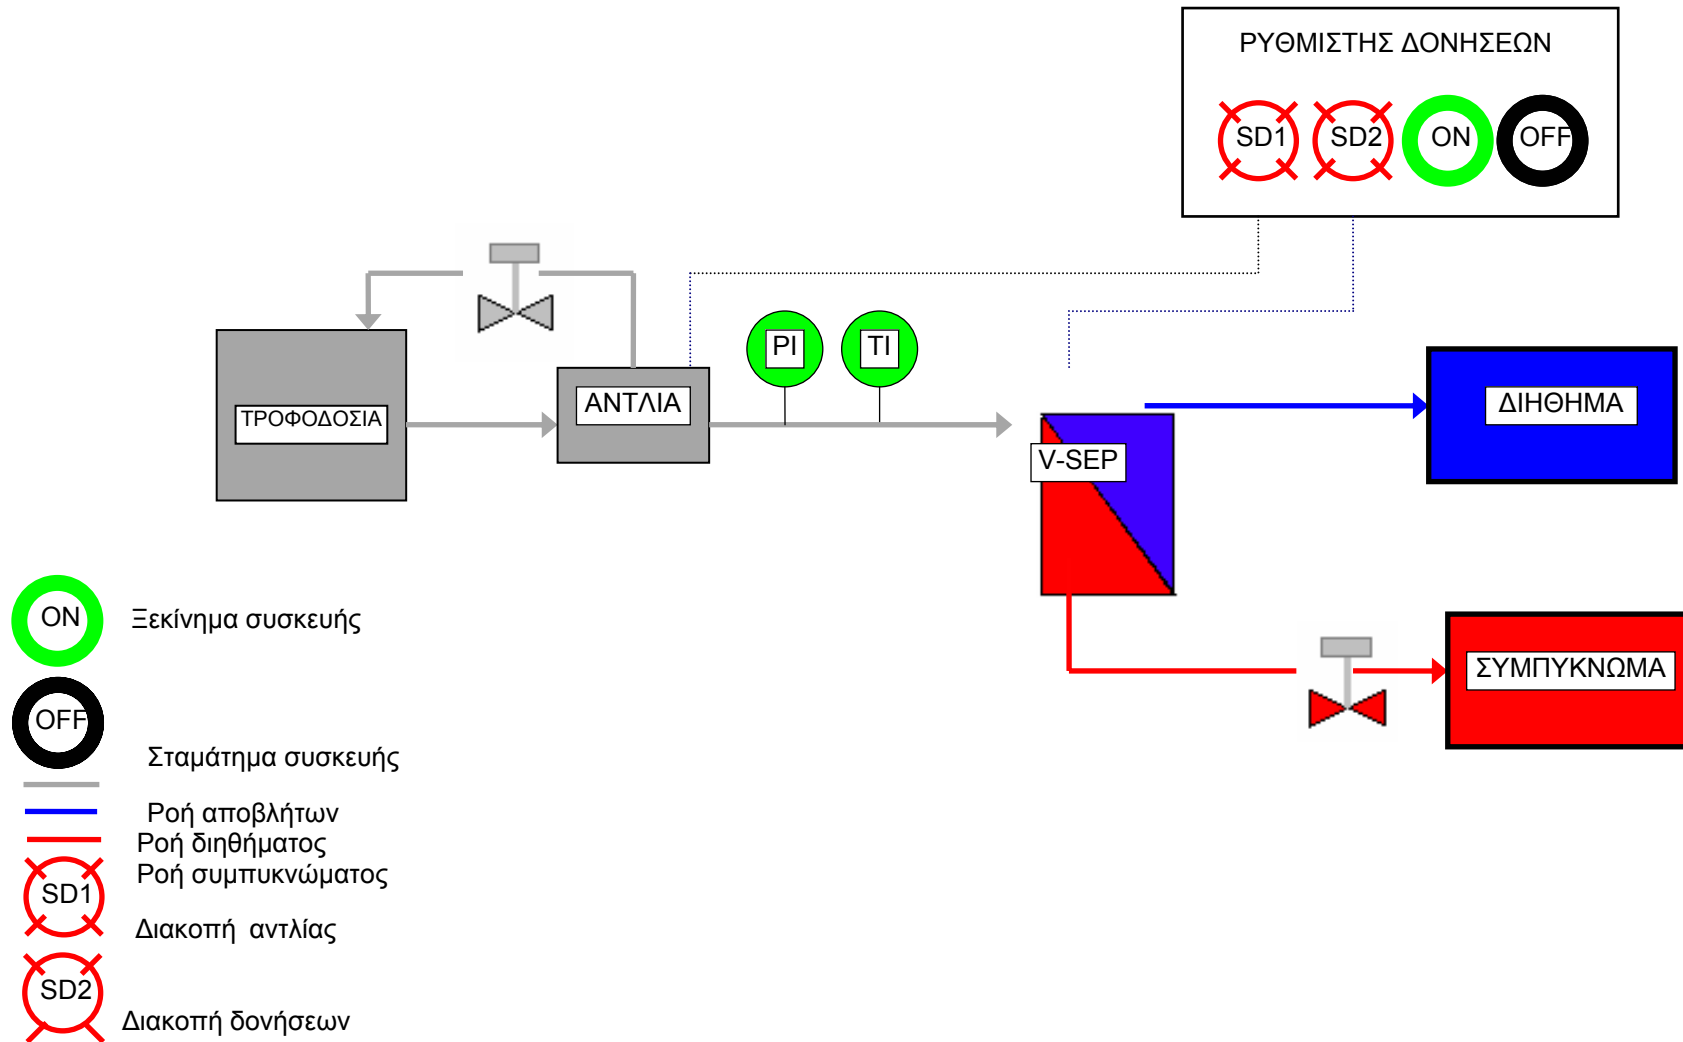 ΡΥΘΜΙΣΤΗΣ ΔΟΝΗΣΕΩΝ
SD1 SD2 ON OFF
PI TI
ΤΡΟΦΟΔΟΣΙΑ
ΑΝΤΛΙΑ
V-SEP
ΔΙΗΘΗΜΑ
ΣΥΜΠΥΚΝΩΜΑ
ON Ξεκίνημα συσκευής
OFF
Σταμάτημα συσκευής
Ροή αποβλήτων
Ροή διηθήματος
Ροή συμπυκνώματος
SD1
Διακοπή αντλίας
SD2
Διακοπή δονήσεων